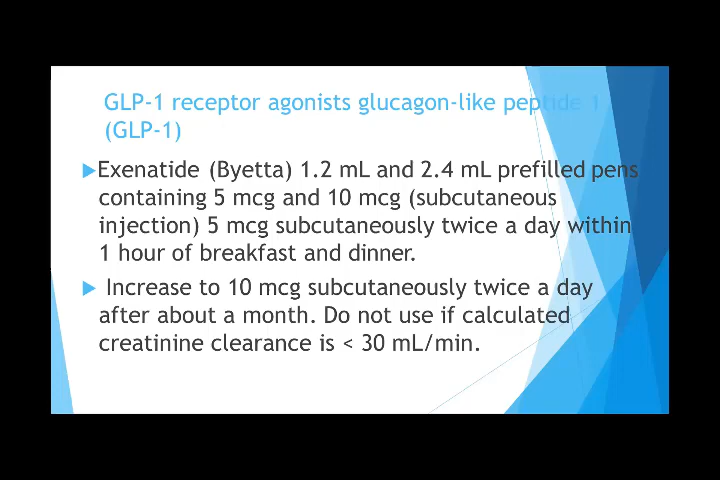 GLP-1 receptor agonists glucagon-like peptide 1
(GLP-1)
Exenatide (Byetta) 1.2 mL and 2.4 mL prefilled pens
containing 5 mcg and 10 mcg (subcutaneous
injection) 5 mcg subcutaneously twice a day within
1 hour of breakfast and dinner.
Increase to 10 mcg subcutaneously twice a day
after about a month. Do not use if calculated
creatinine clearance is < 30 mL/min.